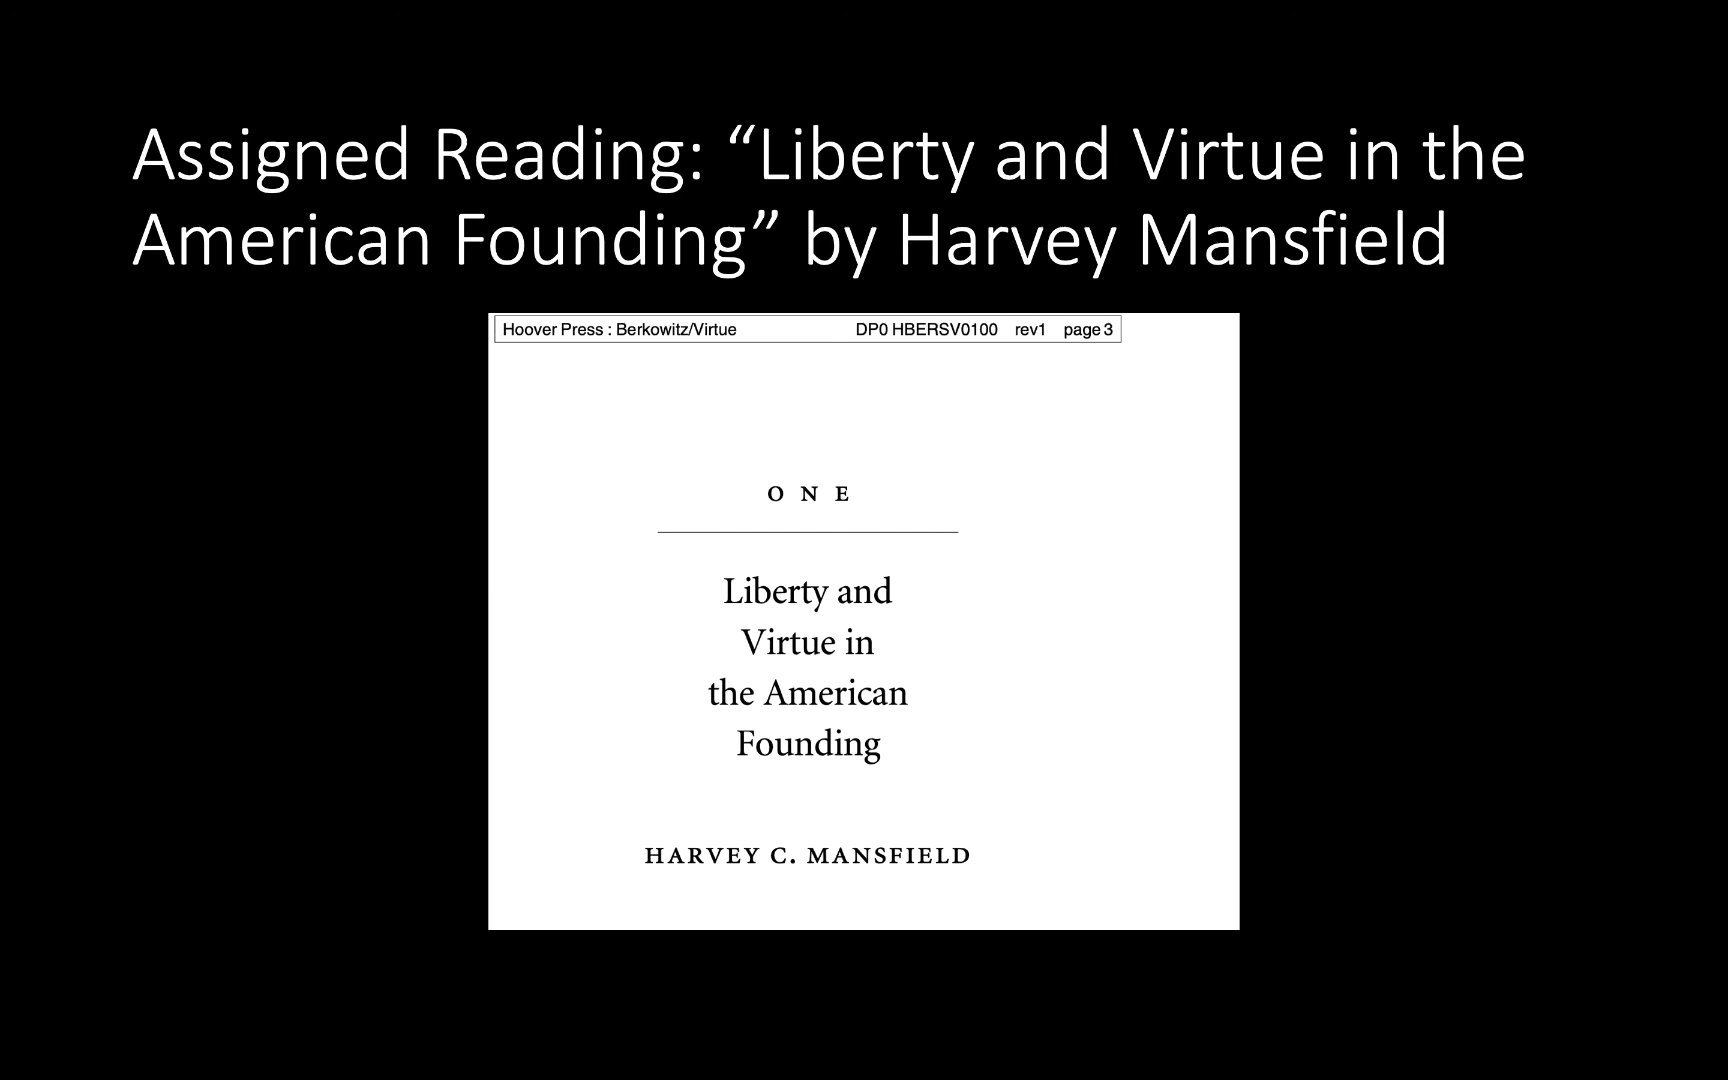 Assigned Reading: “Liberty and Virtue in the
American Founding” by Harvey Mansfield
Hoover Press : Berkowitz/Virtue DP0 HBERSV0100 rev1 page 3
ONE
Liberty and
Virtue in
the American
Founding
HARVEY C. MANSFIELD